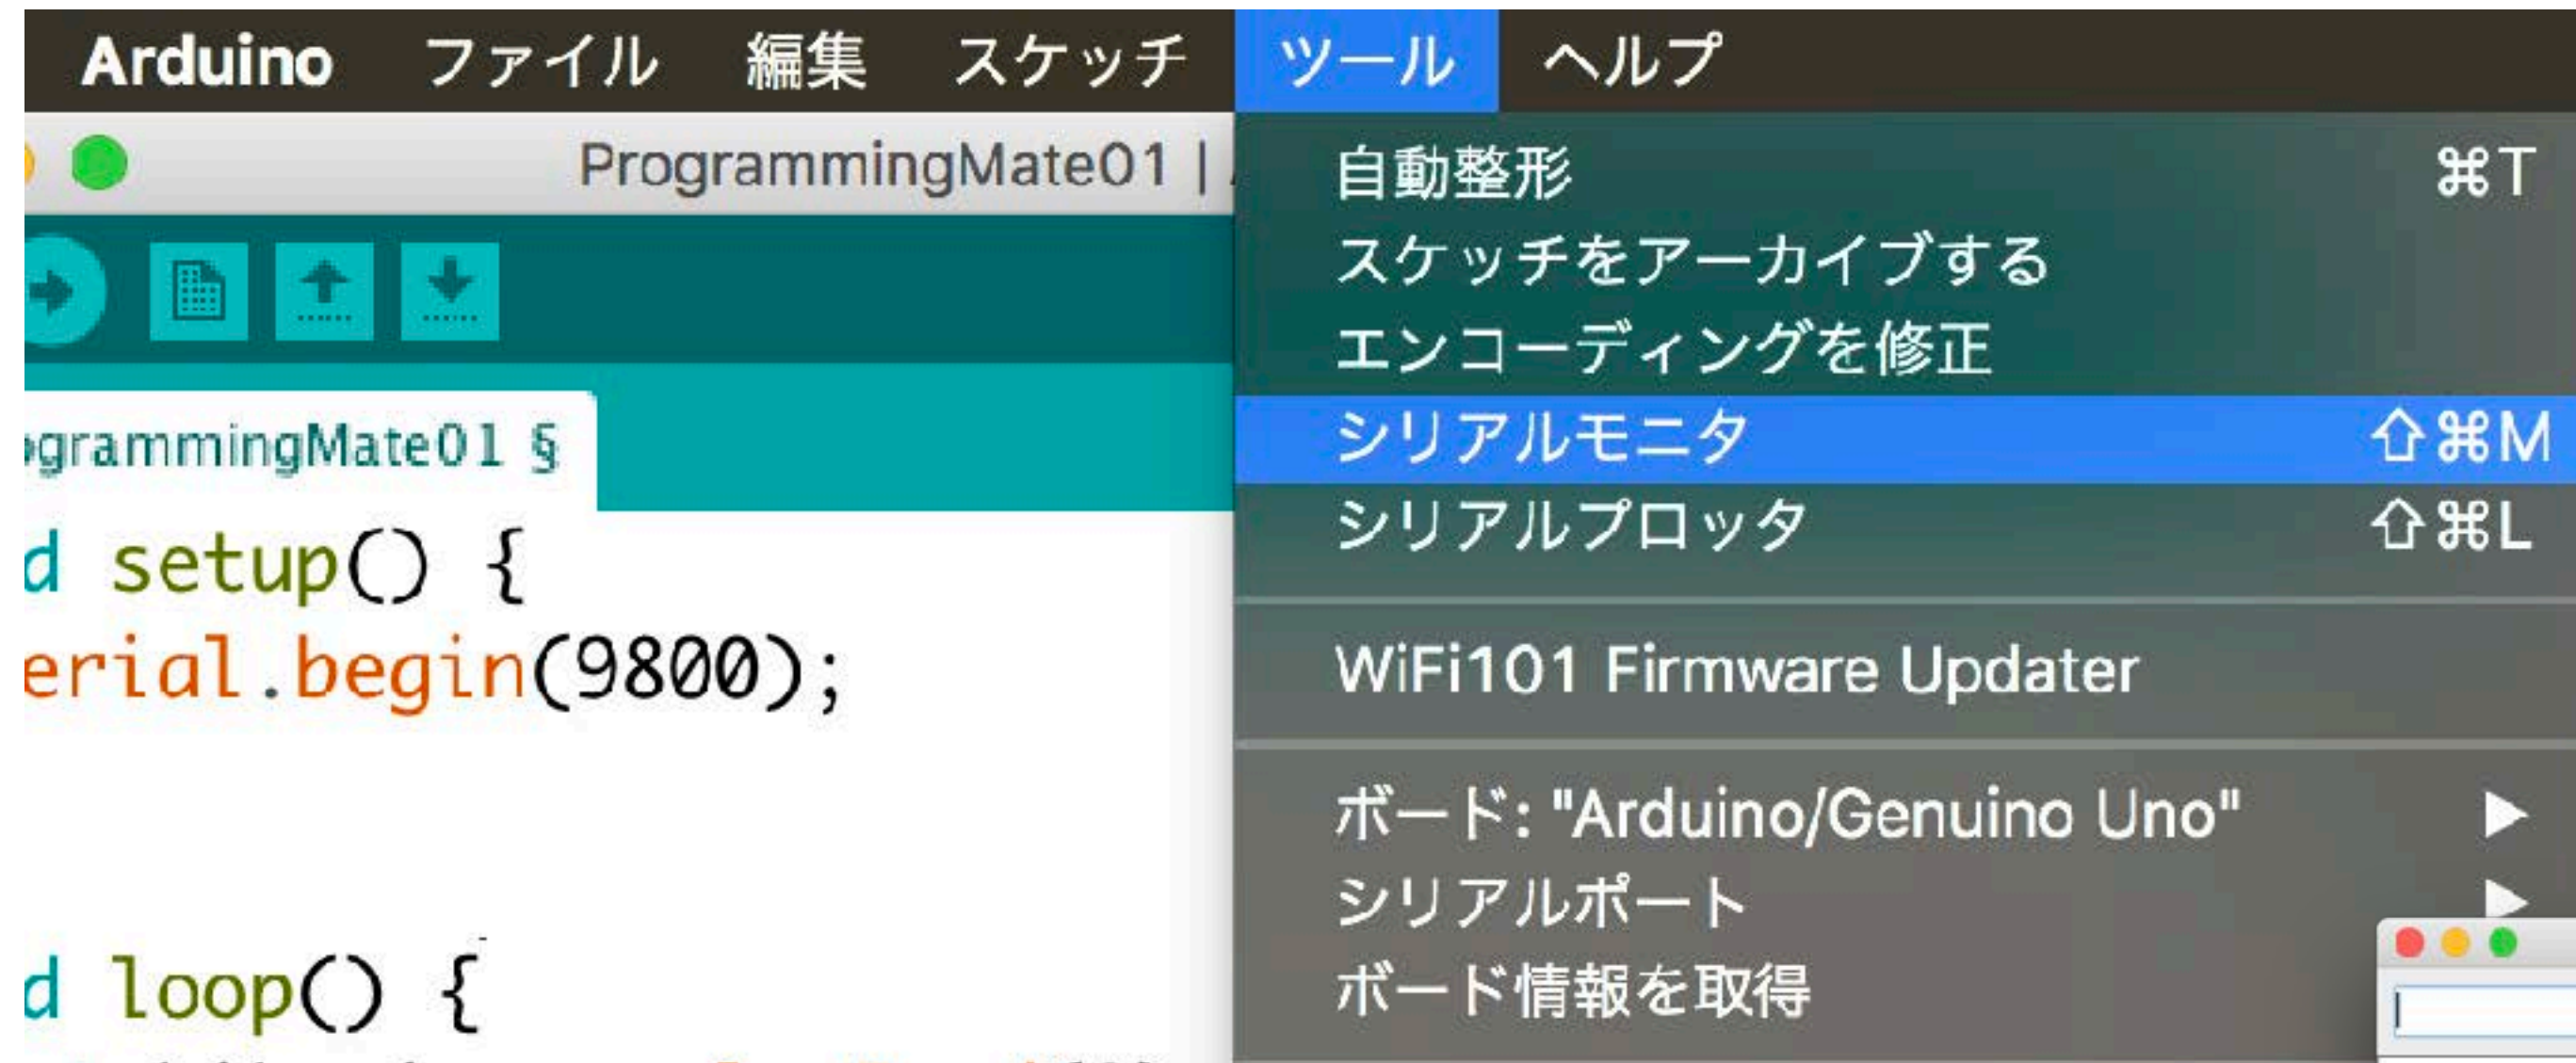 Arduino ファイル 編集 スケッチ ツール ヘルプ
ProgrammingMate01 |
ogrammingMate01 §
d setup() {
erial.begin(9800);
d loop() {
自動整形 ⌘T
スケッチをアーカイブする
エンコーディングを修正
シリアルモニタ ⇧⌘M
シリアルプロッタ ⇧⌘L
WiFi101 Firmware Updater
ボード: "Arduino/Genuino Uno" ▶
シリアルポート ▶
ボード情報を取得